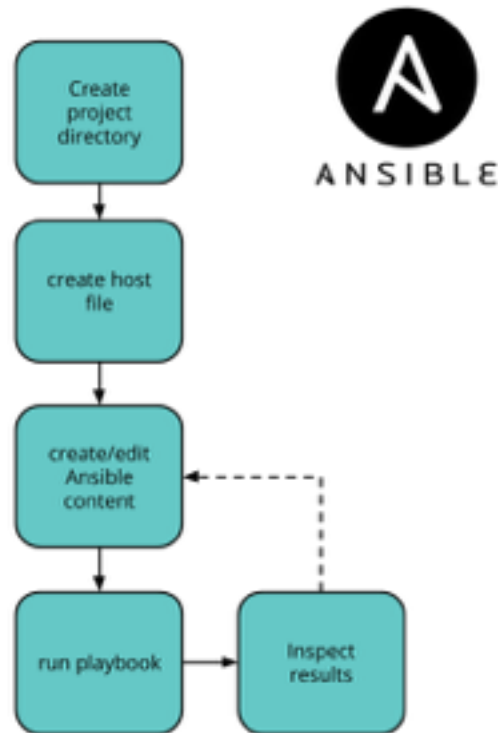 Create
project
directory
ANSIBLE
create host
file
create/edit
Ansible
content
run playbook
Inspect
results